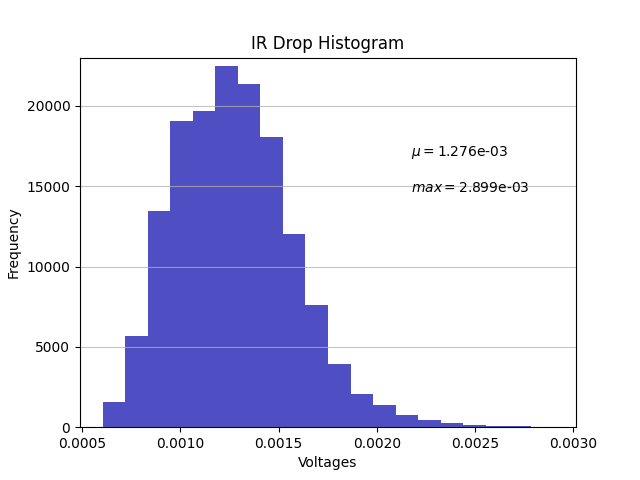 IR Drop Histogram
20000
15000
10000
5000
0
Frequency
μ = 1.276e-03
max = 2.899e-03
0.0005 0.0010 0.0015 0.0020 0.0025 0.0030
Voltages